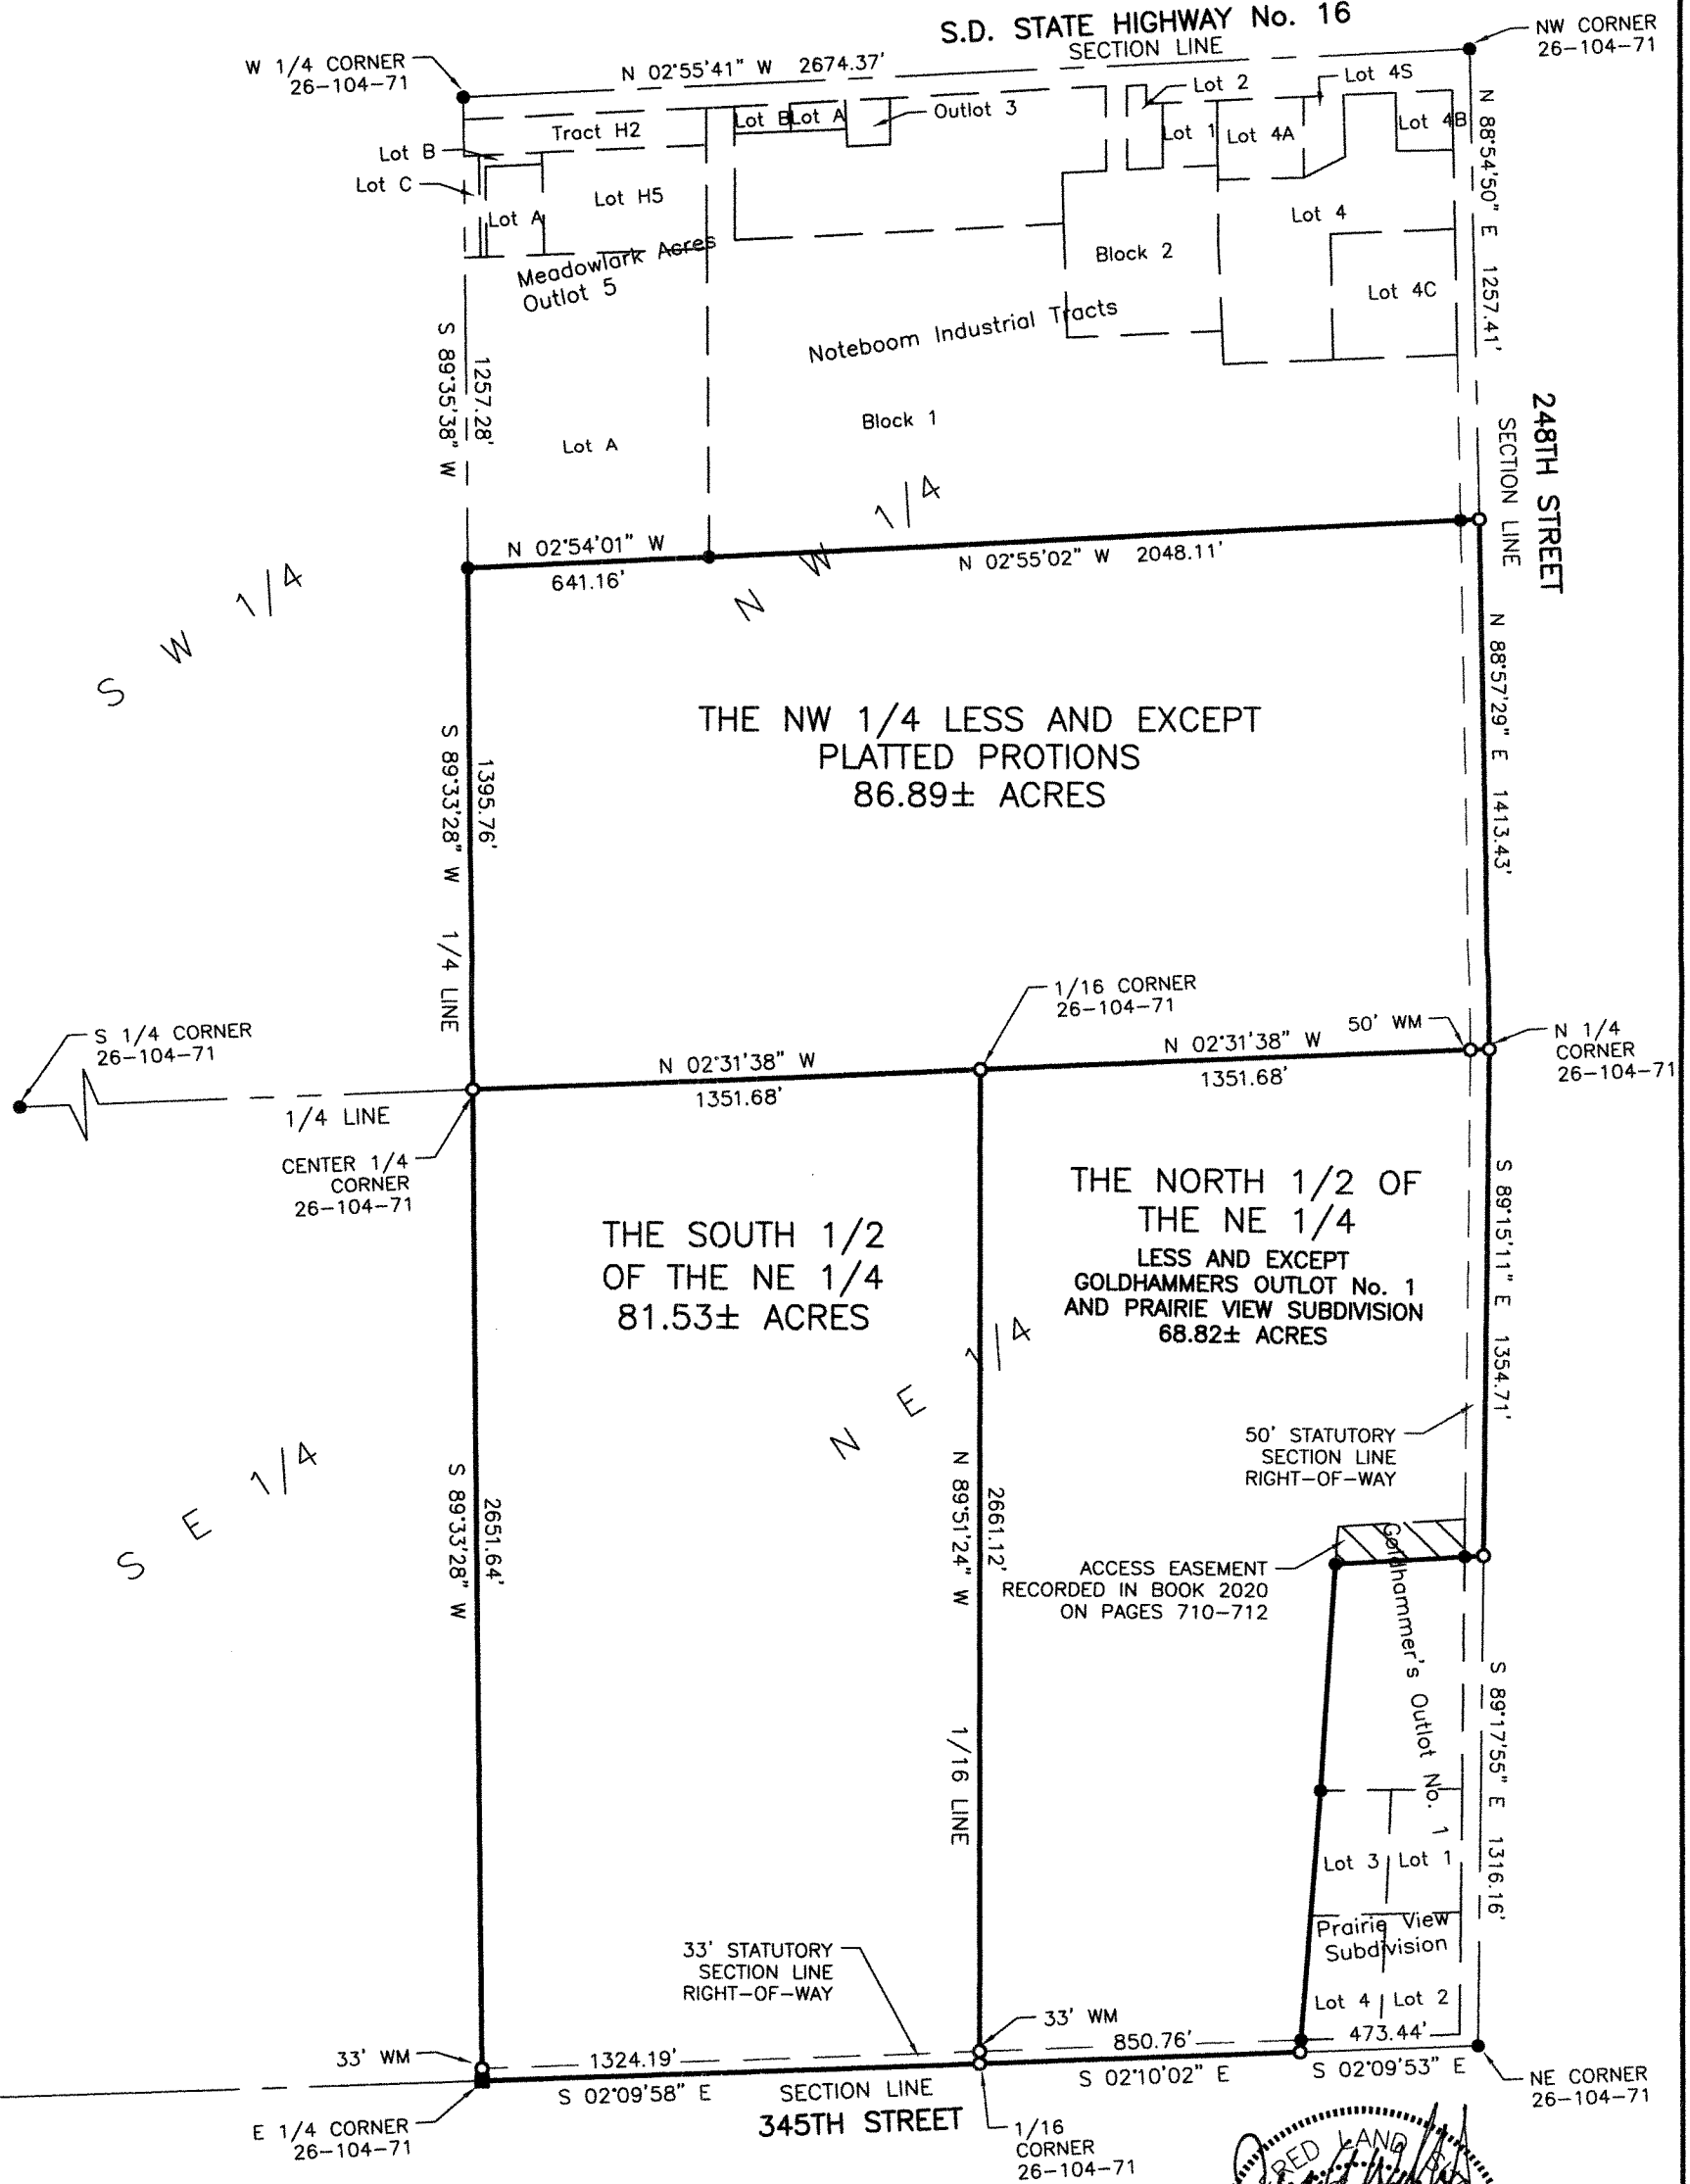 S.D. STATE HIGHWAY No. 16
SECTION LINE
NW CORNER
26-104-71
W 1/4 CORNER
26-104-71
N 02°55'41" W 2674.37'
Lot 2
Lot 4S
Tract H2
Lot B
Lot A
Outlot 3
Lot 1
Lot 4A
Lot 4B
Lot B
Lot C
Lot A
Lot H5
Lot 4
Block 2
Lot 4C
N 88°54'50" E 1257.41'
Meadowlark Acres
Outlot 5
Noteboom Industrial Tracts
1257.28'
S 89°35'38" W
Lot A
Block 1
248TH STREET
SECTION LINE
N 02°54'01" W
641.16'
N W 1/4
N 02°55'02" W 2048.11'
S W 1/4
THE NW 1/4 LESS AND EXCEPT
PLATTED PROTIONS
86.89± ACRES
N 88°57'29" E 1413.43'
1395.76'
S 89°33'28" W 1/4 LINE
1/16 CORNER
26-104-71
50' WM
N 1/4
CORNER
26-104-71
S 1/4 CORNER
26-104-71
N 02°31'38" W
1351.68'
N 02°31'38" W
1351.68'
1/4 LINE
CENTER 1/4
CORNER
26-104-71
THE SOUTH 1/2
OF THE NE 1/4
81.53± ACRES
THE NORTH 1/2 OF
THE NE 1/4
LESS AND EXCEPT
GOLDHAMMERS OUTLOT No. 1
AND PRAIRIE VIEW SUBDIVISION
68.82± ACRES
S 89°15'11" E 1354.71'
N E 1/4
S E 1/4
50' STATUTORY
SECTION LINE
RIGHT-OF-WAY
2651.64'
S 89°33'28" W
2661.12'
N 89°51'24" W 1/16 LINE
ACCESS EASEMENT
RECORDED IN BOOK 2020
ON PAGES 710-712
Goldhammer's Outlot No. 1
S 89°17'55" E 1316.16'
Lot 3
Lot 1
Prairie View
Subdivision
Lot 4
Lot 2
33' STATUTORY
SECTION LINE
RIGHT-OF-WAY
33' WM
33' WM
1324.19'
850.76'
473.44'
S 02°09'58" E
SECTION LINE
S 02°10'02" E
S 02°09'53" E
345TH STREET
E 1/4 CORNER
26-104-71
1/16
CORNER
26-104-71
NE CORNER
26-104-71
LAND